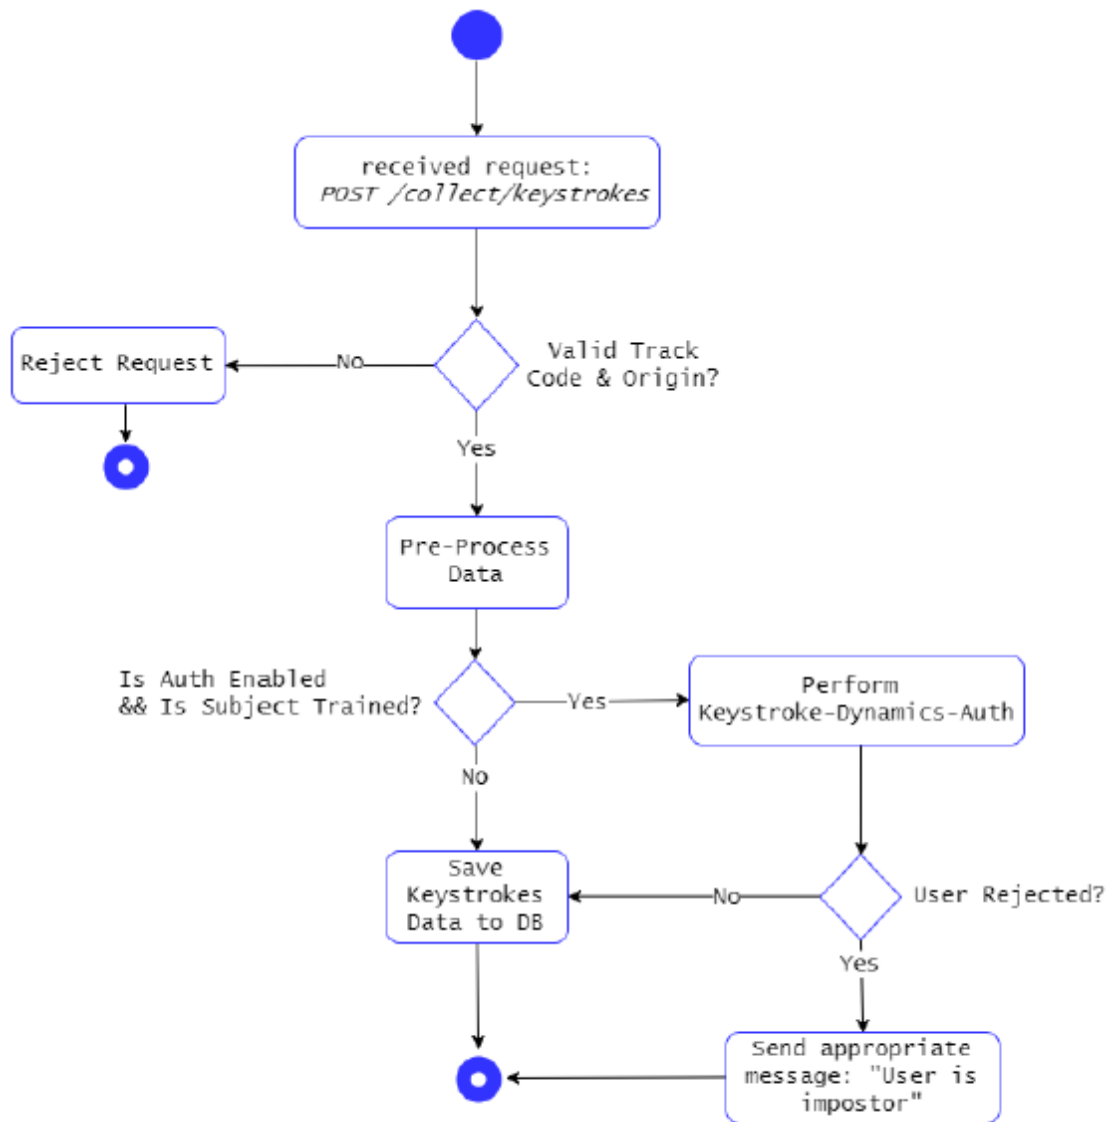 received request:
POST /collect/keystrokes
Valid Track
Code & Origin?
No
Reject Request
Yes
Pre-Process
Data
Is Auth Enabled
&& Is Subject Trained?
Yes
Perform
Keystroke-Dynamics-Auth
No
Save
Keystrokes
Data to DB
No
User Rejected?
Yes
Send appropriate
message: "User is
impostor"